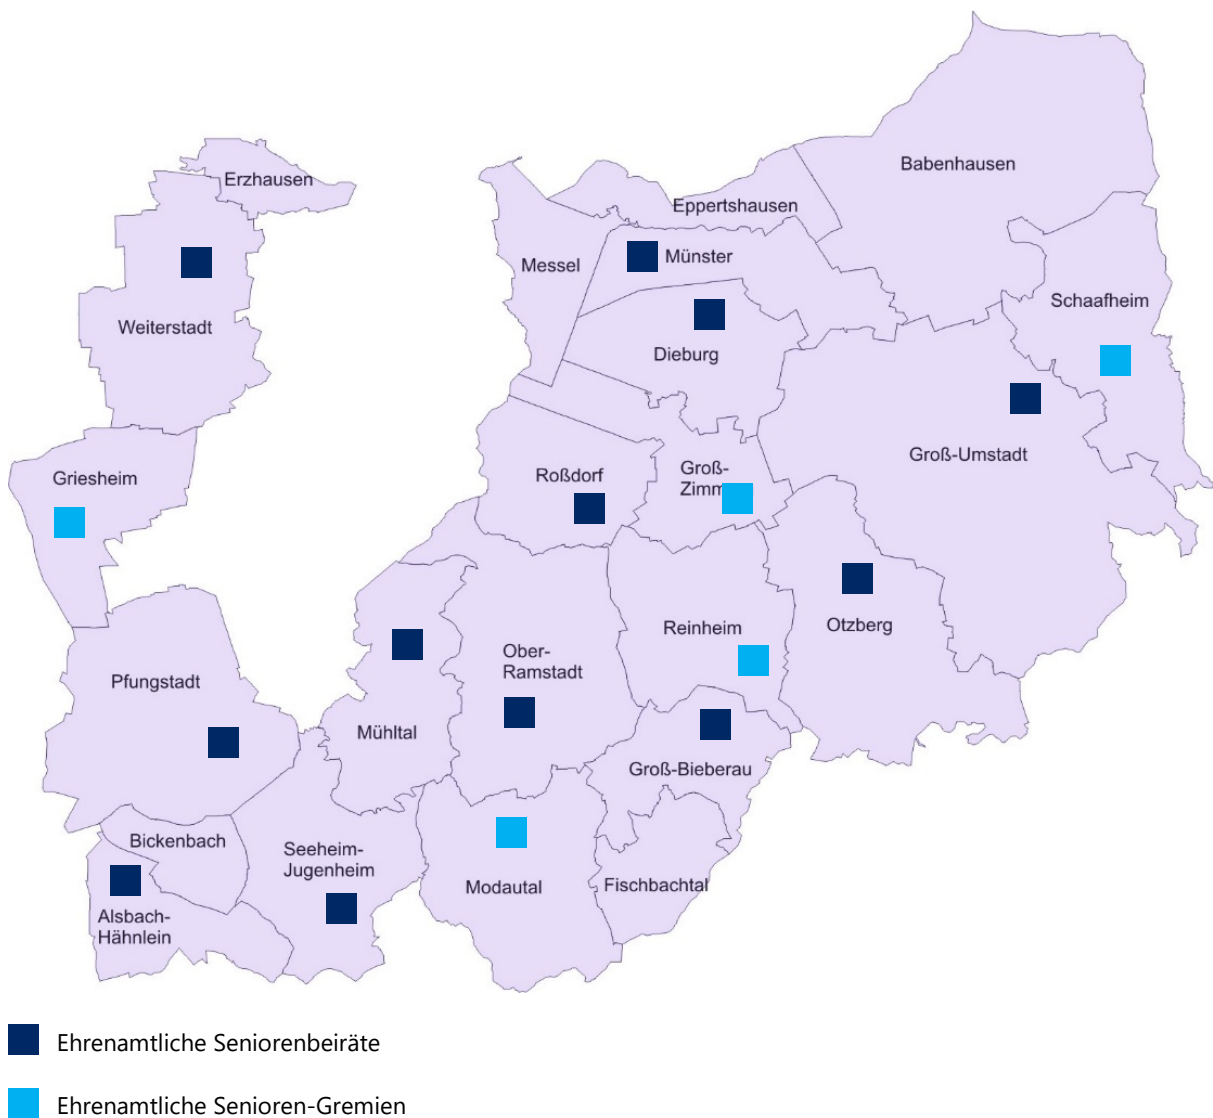 Erzhausen
Babenhausen
Eppertshausen
Messel
Münster
Schaafheim
Weiterstadt
Dieburg
Groß-Umstadt
Griesheim
Roßdorf
Groß-
Zimm
Otzberg
Reinheim
Ober-
Ramstadt
Pfungstadt
Mühltal
Groß-Bieberau
Bickenbach
Seeheim-
Jugenheim
Modautal
Fischbachtal
Alsbach-
Hähnlein
Ehrenamtliche Seniorenbeiräte
Ehrenamtliche Senioren-Gremien